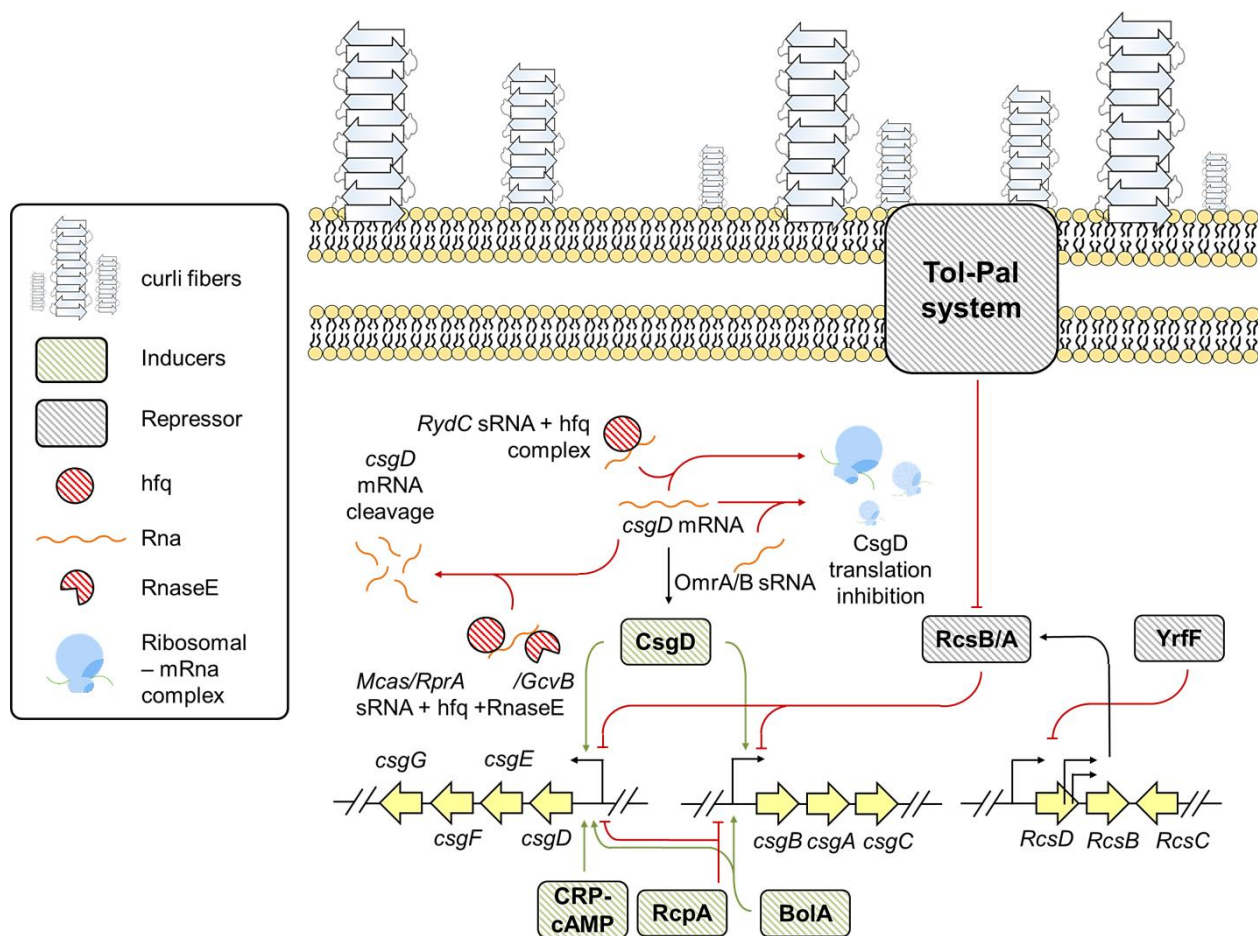 curli fibers
Inducers
Repressor
hfq
Rna
RnaseE
Ribosomal
– mRna
complex
Tol-Pal
system
RydC sRNA + hfq
complex
csgD
mRNA
cleavage
csgD mRNA
OmrA/B sRNA
CsgD
translation
inhibition
CsgD
RcsB/A
YrfF
Mcas/RprA /GcvB
sRNA + hfq +RnaseE
csgG
csgE
csgF
csgD
csgB
csgA
csgC
RcsD
RcsB
RcsC
CRP-
cAMP
RcpA
BolA